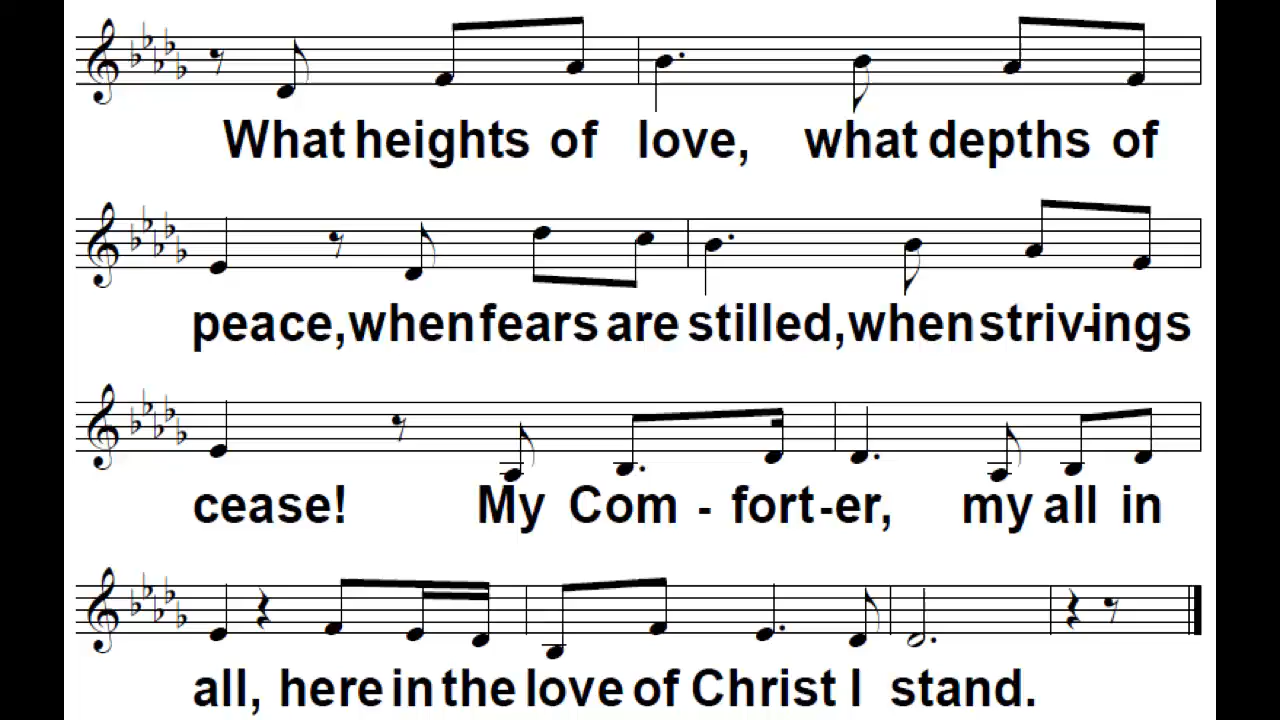 What heights of love, what depths of
peace, when fears are stilled, when striv-ings
cease! My Com - fort-er, my all in
all, here in the love of Christ I stand.